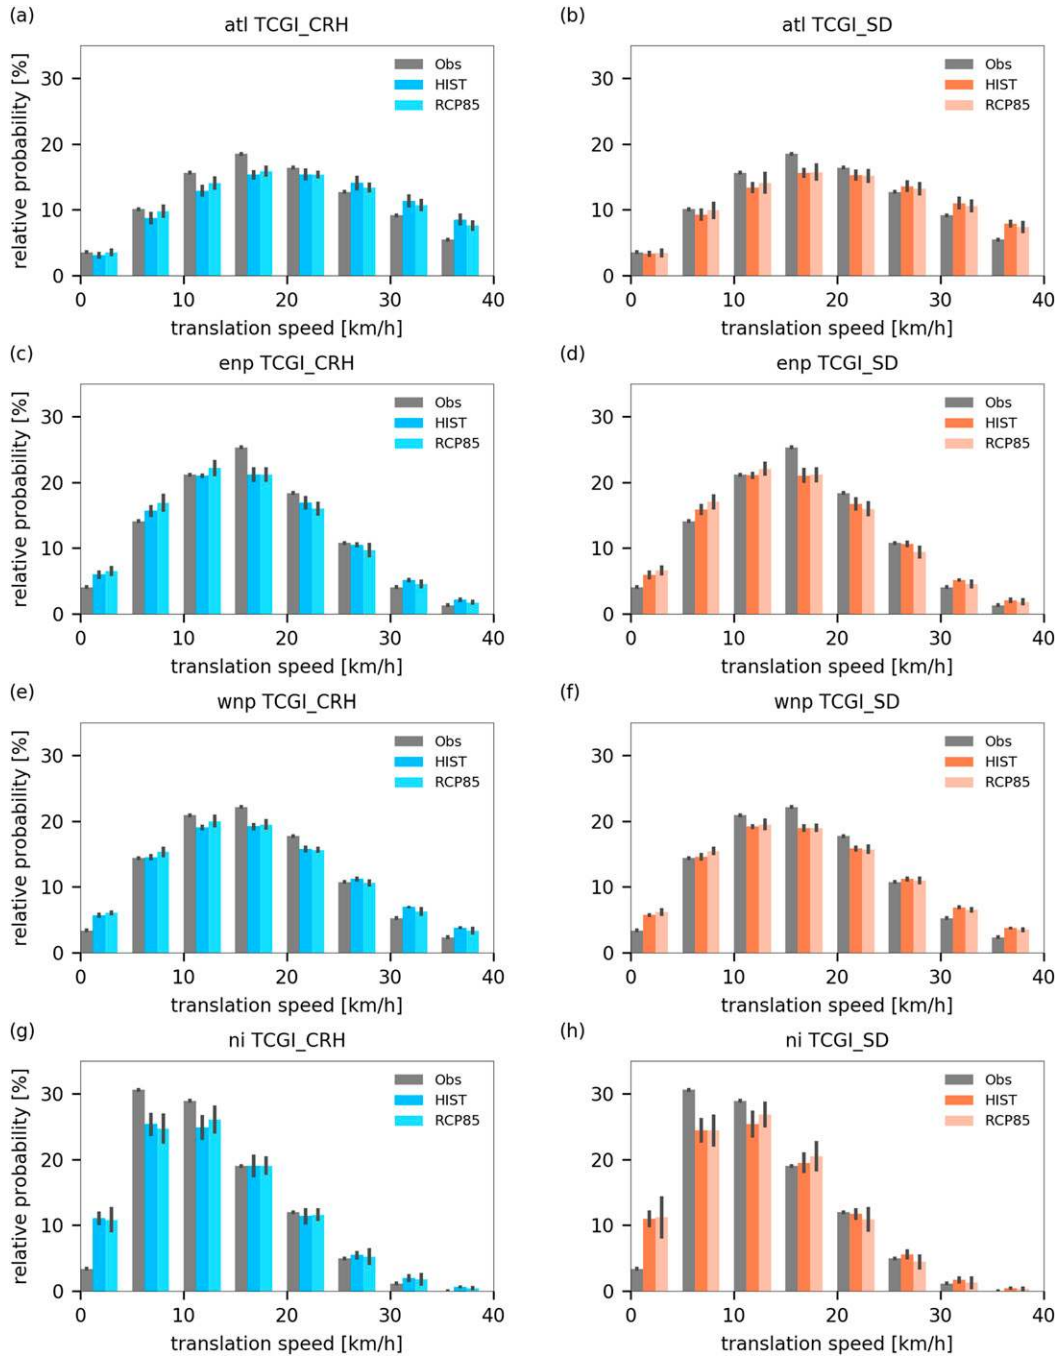 (a)
atl TCGI_CRH
relative probability [%]
30
20
10
0
Obs
HIST
RCP85
0 10 20 30 40
translation speed [km/h]
(b)
atl TCGI_SD
30
20
10
0
Obs
HIST
RCP85
0 10 20 30 40
translation speed [km/h]
(c)
enp TCGI_CRH
relative probability [%]
30
20
10
0
Obs
HIST
RCP85
0 10 20 30 40
translation speed [km/h]
(d)
enp TCGI_SD
30
20
10
0
Obs
HIST
RCP85
0 10 20 30 40
translation speed [km/h]
(e)
wnp TCGI_CRH
relative probability [%]
30
20
10
0
Obs
HIST
RCP85
0 10 20 30 40
translation speed [km/h]
(f)
wnp TCGI_SD
30
20
10
0
Obs
HIST
RCP85
0 10 20 30 40
translation speed [km/h]
(g)
ni TCGI_CRH
relative probability [%]
30
20
10
0
Obs
HIST
RCP85
0 10 20 30 40
translation speed [km/h]
(h)
ni TCGI_SD
30
20
10
0
Obs
HIST
RCP85
0 10 20 30 40
translation speed [km/h]